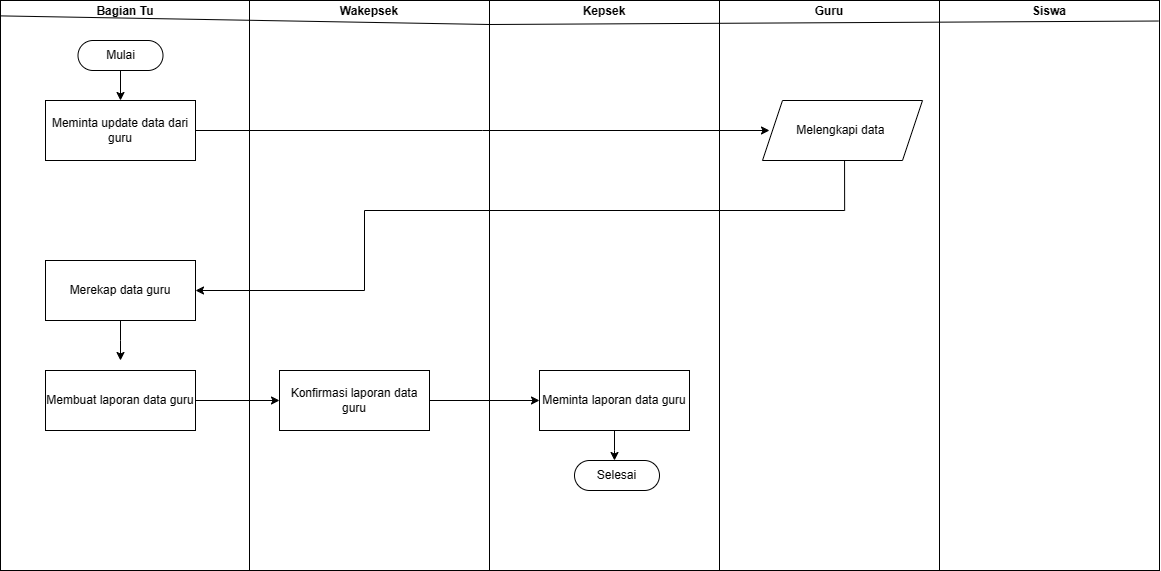 Bagian Tu
Wakepsek
Kepsek
Guru
Siswa
Mulai
Meminta update data dari
guru
Melengkapi data
Merekap data guru
Membuat laporan data guru
Konfirmasi laporan data
guru
Meminta laporan data guru
Selesai